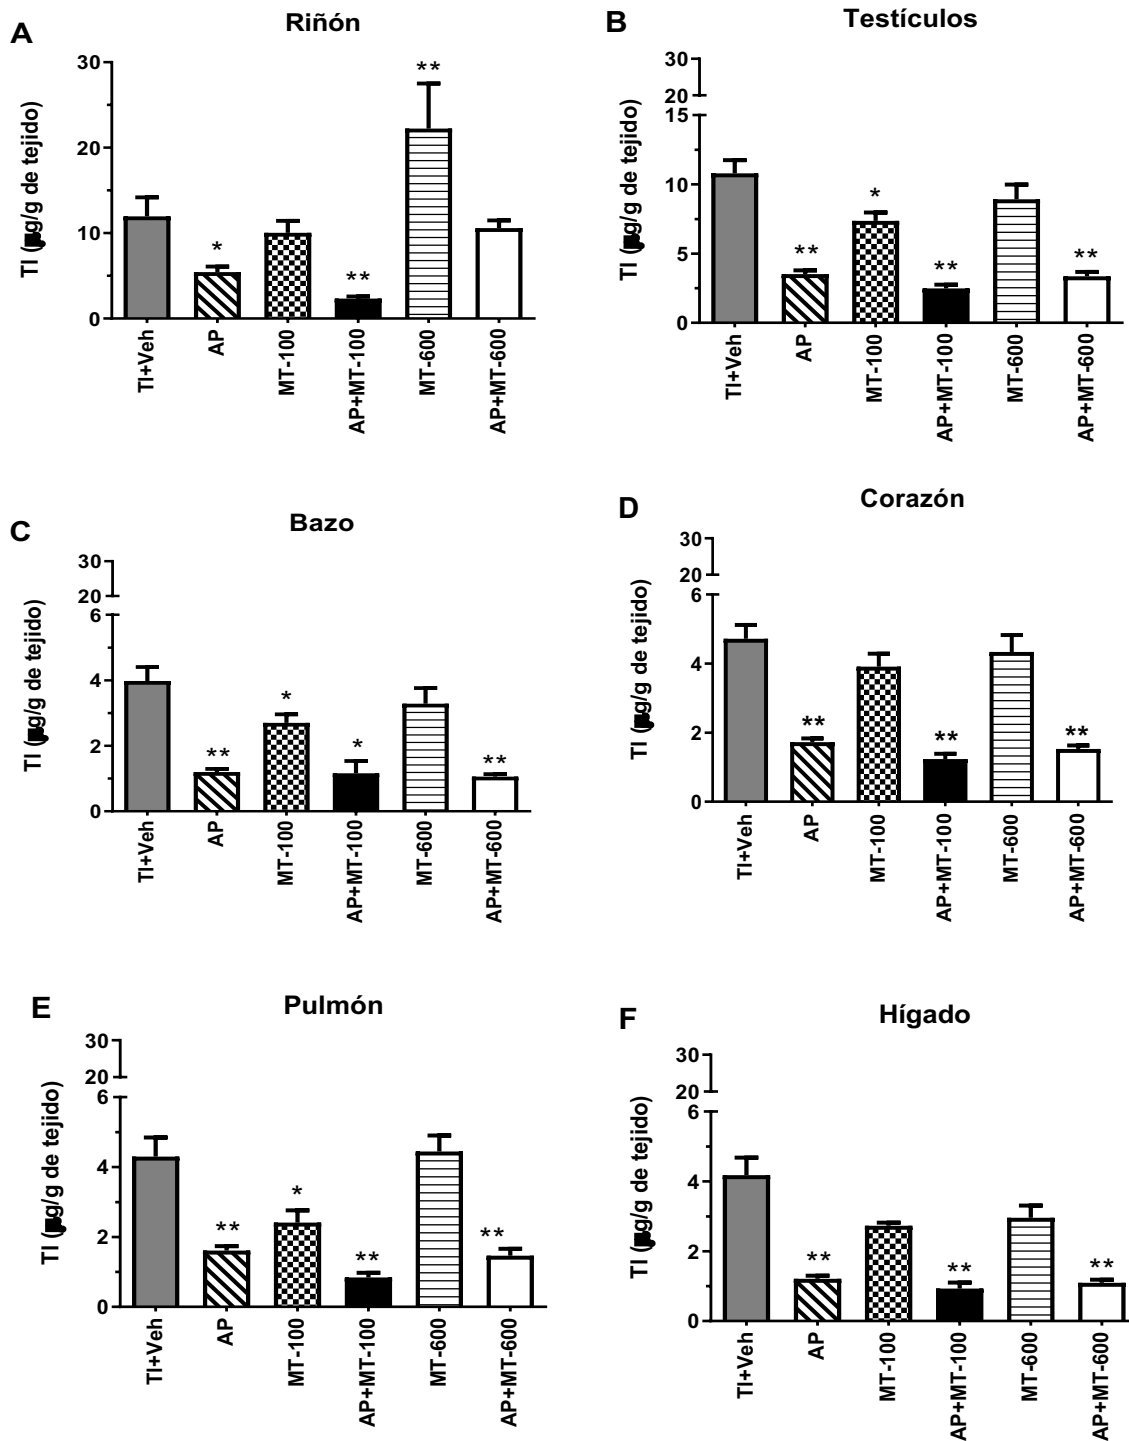 A
Riñón
Tl (µg/g de tejido)
30
20
10
0
*
**
**
Tl+Veh
AP
MT-100
AP+MT-100
MT-600
AP+MT-600
B
Testículos
Tl (µg/g de tejido)
30
20
15
10
5
0
**
*
**
**
Tl+Veh
AP
MT-100
AP+MT-100
MT-600
AP+MT-600
C
Bazo
Tl (µg/g de tejido)
30
20
6
4
2
0
**
*
*
**
Tl+Veh
AP
MT-100
AP+MT-100
MT-600
AP+MT-600
D
Corazón
Tl (µg/g de tejido)
30
20
6
4
2
0
**
**
**
Tl+Veh
AP
MT-100
AP+MT-100
MT-600
AP+MT-600
E
Pulmón
Tl (µg/g de tejido)
30
20
6
4
2
0
**
*
**
**
Tl+Veh
AP
MT-100
AP+MT-100
MT-600
AP+MT-600
F
Hígado
Tl (µg/g de tejido)
30
20
6
4
2
0
**
**
**
Tl+Veh
AP
MT-100
AP+MT-100
MT-600
AP+MT-600